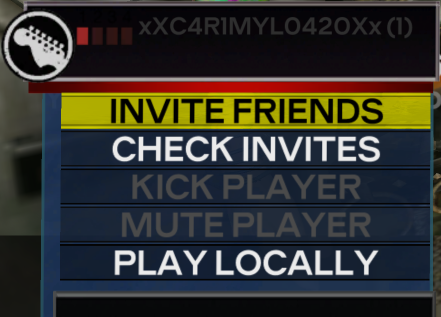 xXC4R1MYL0420Xx (1)
INVITE FRIENDS
CHECK INVITES
KICK PLAYER
MUTE PLAYER
PLAY LOCALLY